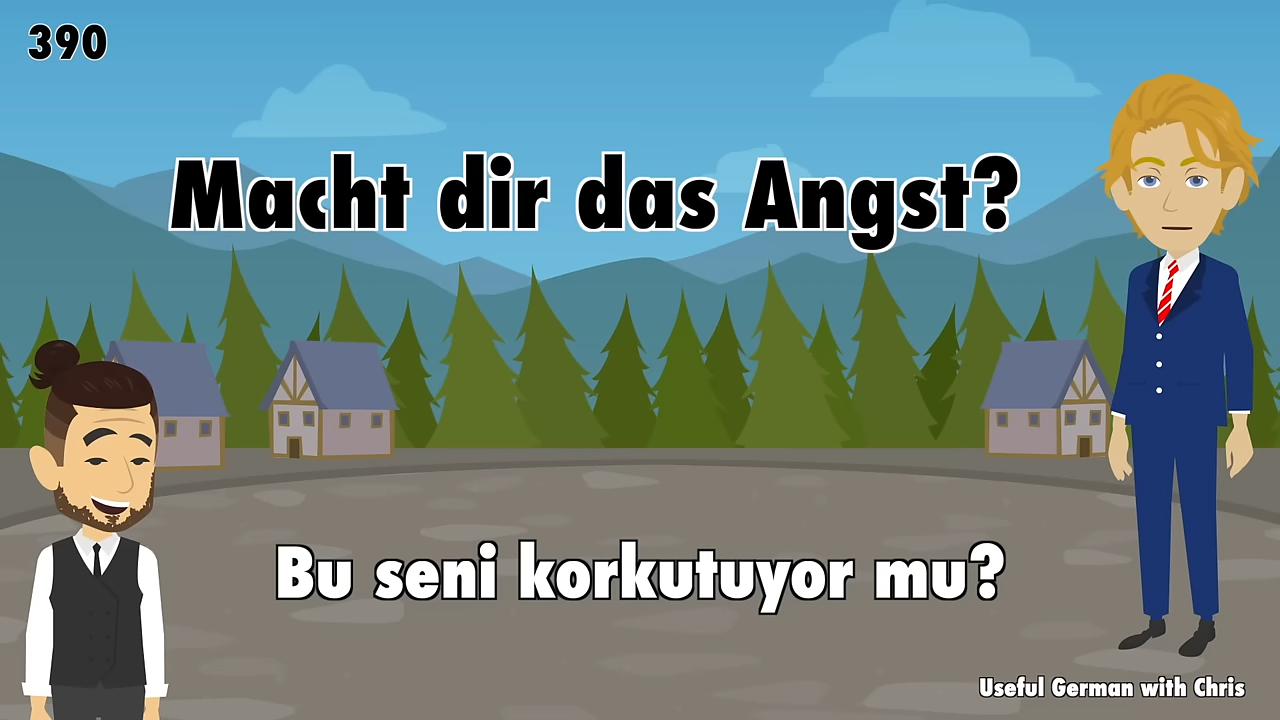 390
Macht dir das Angst?
Bu seni korkutuyor mu?
Useful German with Chris